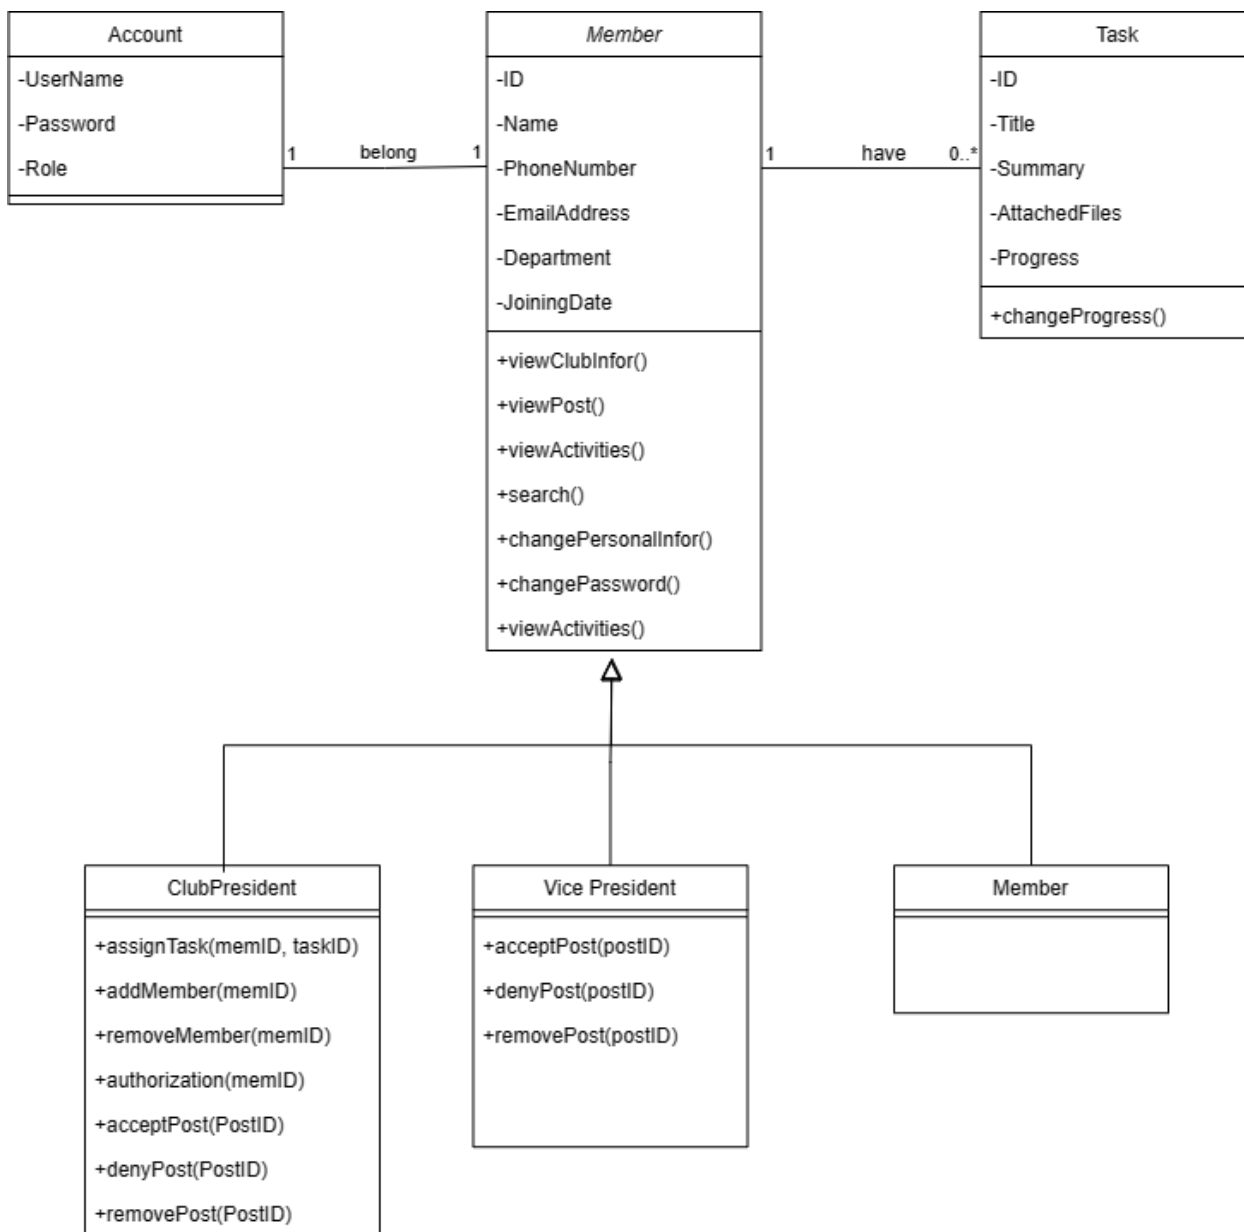 Account
-UserName
-Password
-Role
1 belong 1
Member
-ID
-Name
-PhoneNumber
-EmailAddress
-Department
-JoiningDate
+viewClubInfor()
+viewPost()
+viewActivities()
+search()
+changePersonalInfor()
+changePassword()
+viewActivities()
1 have 0..*
Task
-ID
-Title
-Summary
-AttachedFiles
-Progress
+changeProgress()
ClubPresident
+assignTask(memID, taskID)
+addMember(memID)
+removeMember(memID)
+authorization(memID)
+acceptPost(PostID)
+denyPost(PostID)
+removePost(PostID)
Vice President
+acceptPost(postID)
+denyPost(postID)
+removePost(postID)
Member